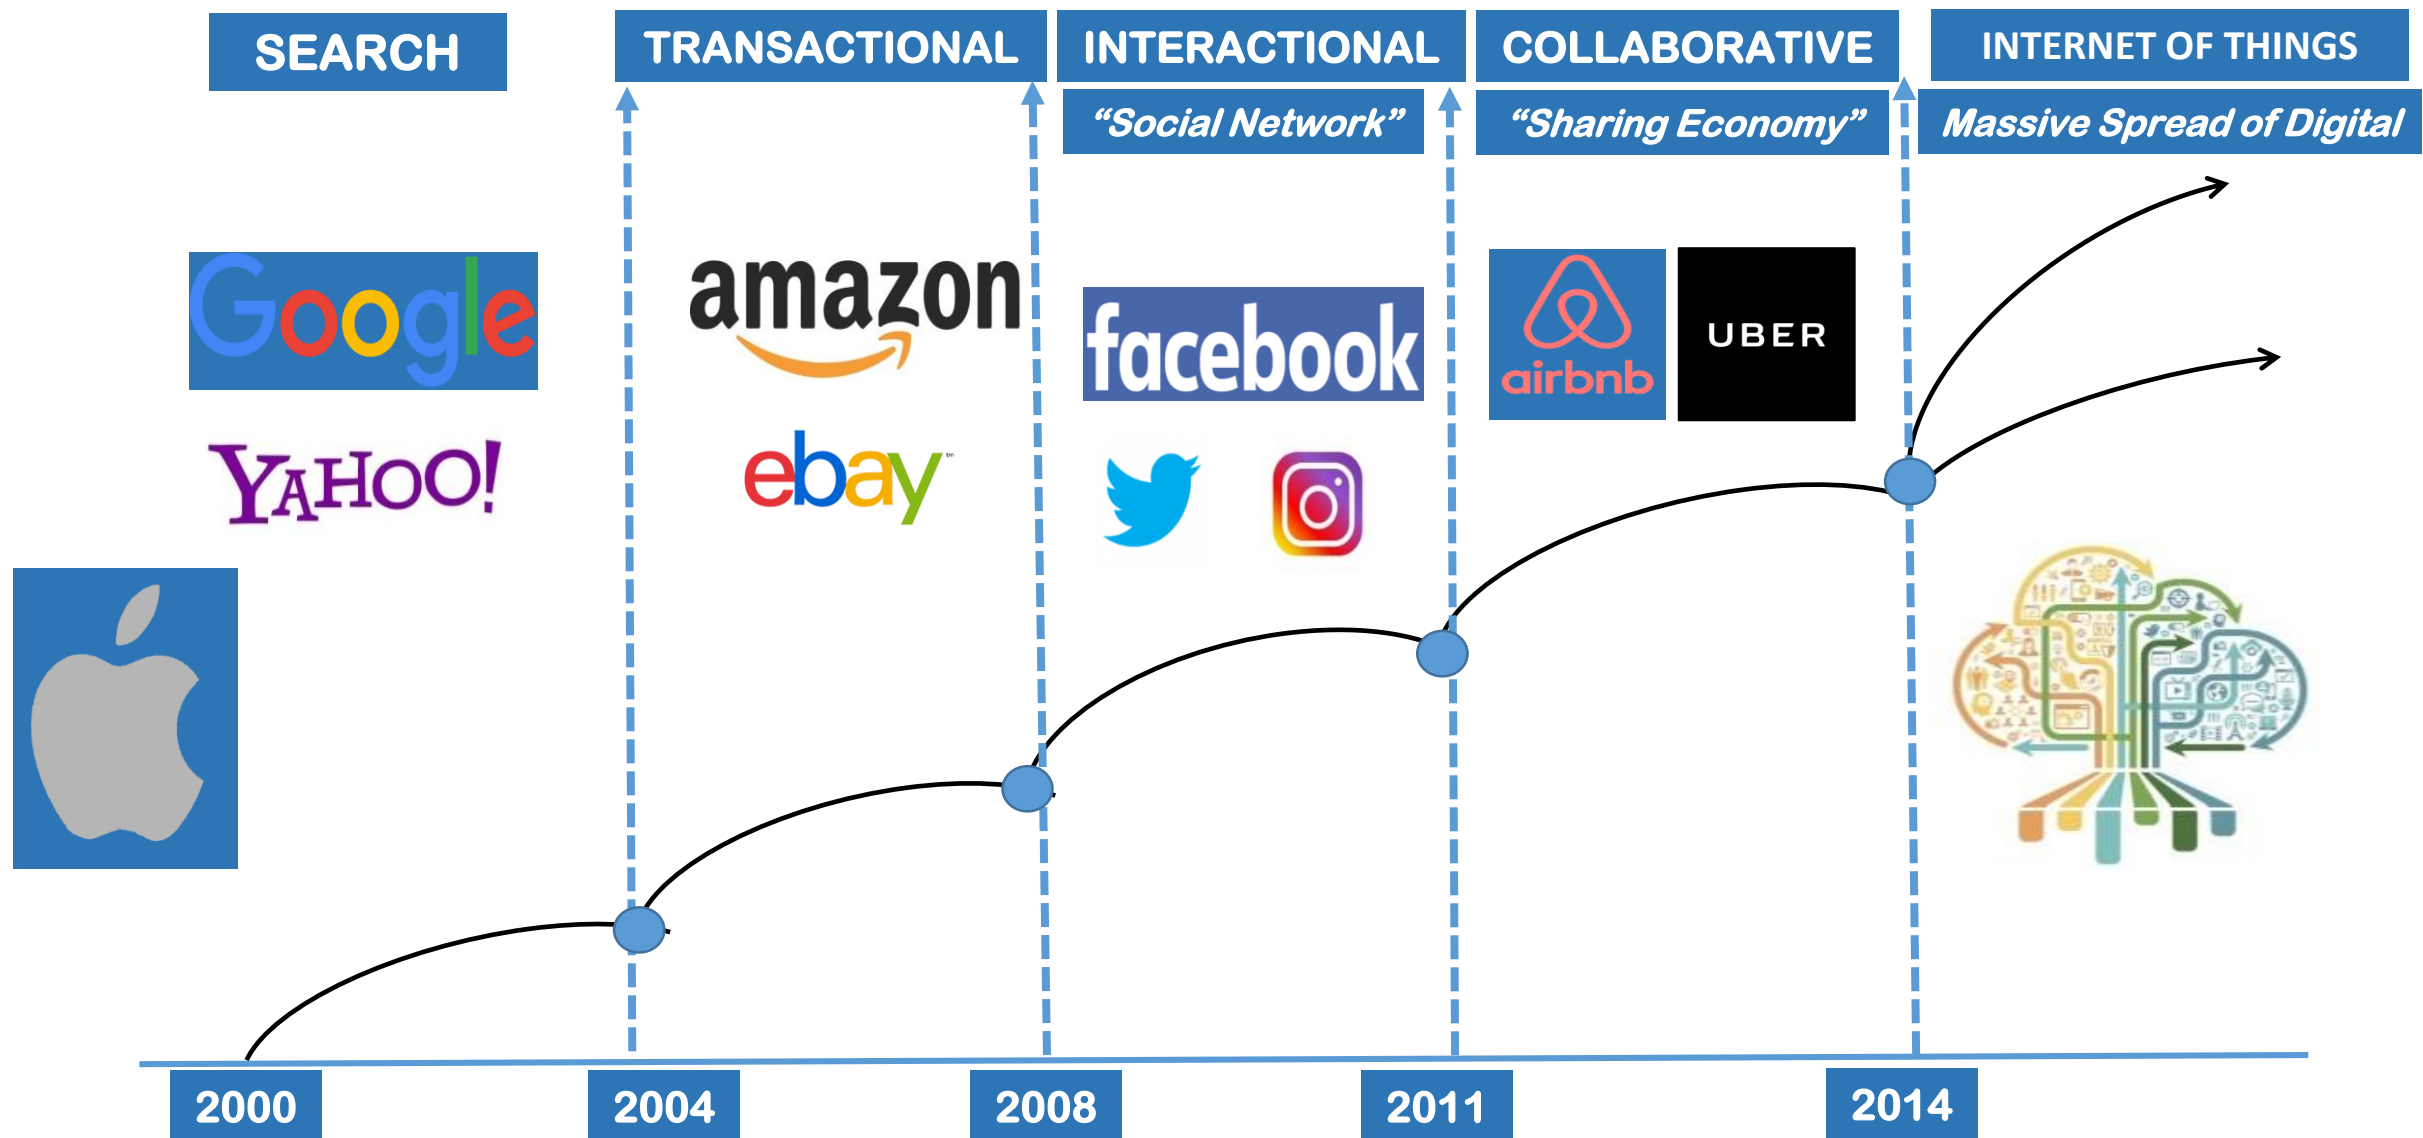 SEARCH
TRANSACTIONAL
INTERACTIONAL
COLLABORATIVE
INTERNET OF THINGS
“Social Network”
“Sharing Economy”
Massive Spread of Digital
Google
amazon
facebook
airbnb
UBER
YAHOO!
ebay™
2000
2004
2008
2011
2014